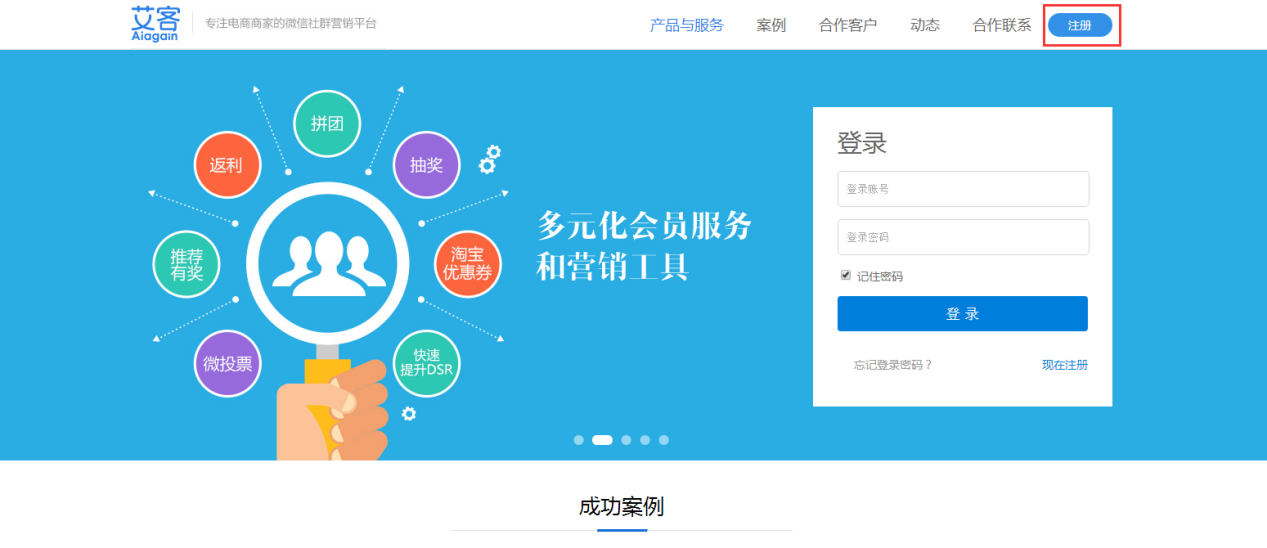 艾客
Aiagain
专注电商商家的微信社群营销平台
产品与服务
案例
合作客户
动态
合作联系
注册
拼团
返利
抽奖
推荐
有奖
淘宝
优惠券
微投票
快速
提升DSR
多元化会员服务
和营销工具
登录
登录账号
登录密码
记住密码
登 录
忘记登录密码？
现在注册
成功案例